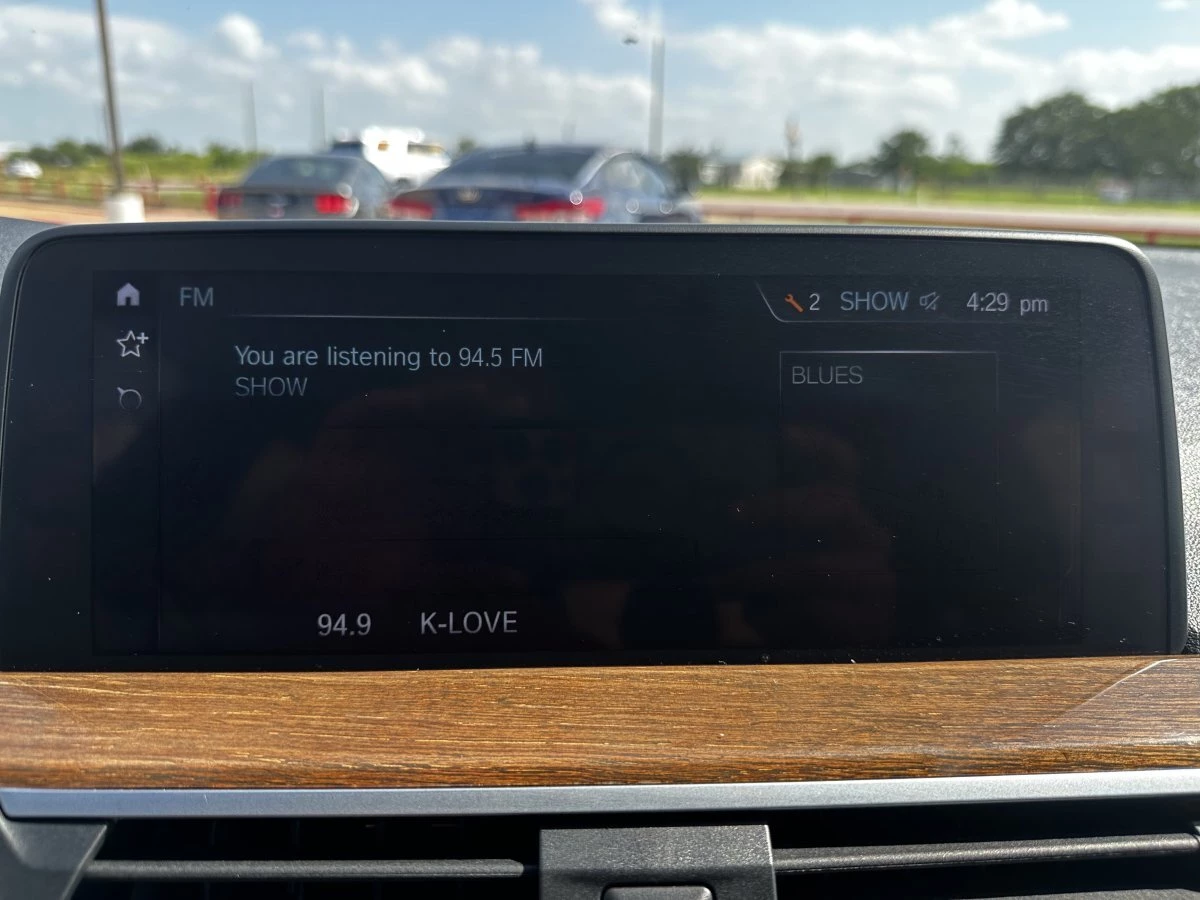 FM
2 SHOW 4:29 pm
You are listening to 94.5 FM
SHOW
BLUES
94.9 K-LOVE